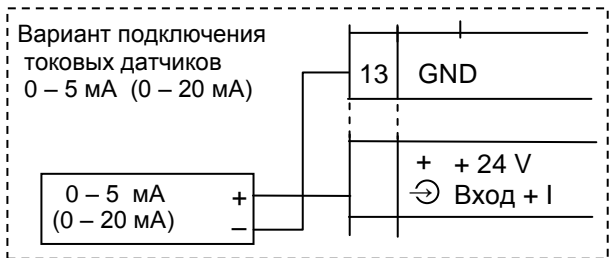 Вариант подключения
токовых датчиков
0 – 5 мА (0 – 20 мА)
13 GND
+ + 24 V
Вход + I
0 – 5 мА +
(0 – 20 мА) –